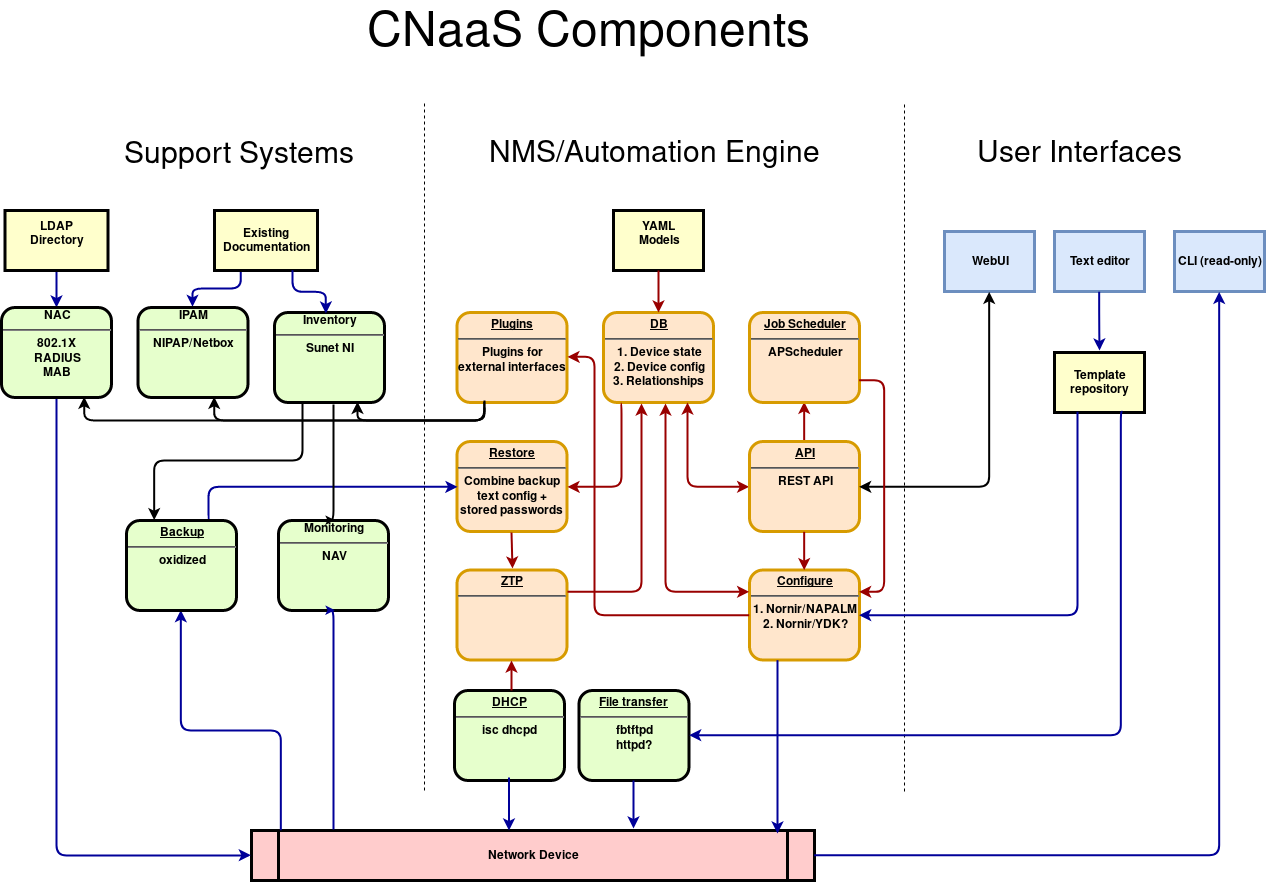 CNaaS Components
Support Systems
NMS/Automation Engine
User Interfaces
LDAP
Directory
Existing
Documentation
YAML
Models
WebUI
Text editor
CLI (read-only)
NAC
802.1X
RADIUS
MAB
IPAM
NIPAP/Netbox
Inventory
Sunet NI
Plugins
Plugins for
external interfaces
DB
1. Device state
2. Device config
3. Relationships
Job Scheduler
APScheduler
Template
repository
Restore
Combine backup
text config +
stored passwords
API
REST API
Backup
oxidized
Monitoring
NAV
ZTP
Configure
1. Nornir/NAPALM
2. Nornir/YDK?
DHCP
isc dhcpd
File transfer
fbtftpd
httpd?
Network Device